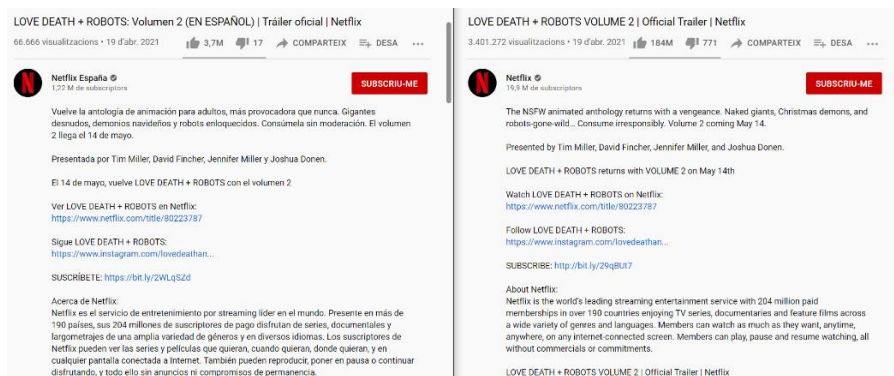 LOVE DEATH + ROBOTS: Volumen 2 (EN ESPAÑOL) | Tráiler oficial | Netflix
66.666 visualitzacions • 19 d'abr. 2021
3,7M
17
COMPARTEIX
DESA
Netflix España
1,22 M de subscriptors
SUBSCRIU-ME
Vuelve la antología de animación para adultos, más provocadora que nunca. Gigantes
desnudos, demonios navideños y robots enloquecidos. Consúmela sin moderación. El volumen
2 llega el 14 de mayo.
Presentada por Tim Miller, David Fincher, Jennifer Miller y Joshua Donen.
El 14 de mayo, vuelve LOVE DEATH + ROBOTS con el volumen 2
Ver LOVE DEATH + ROBOTS en Netflix:
https://www.netflix.com/title/80223787
Sigue LOVE DEATH + ROBOTS:
https://www.instagram.com/lovedeathan...
SUSCRÍBETE: https://bit.ly/2WLqSZd
Acerca de Netflix:
Netflix es el servicio de entretenimiento por streaming líder en el mundo. Presente en más de
190 países, sus 204 millones de suscriptores de pago disfrutan de series, documentales y
largometrajes de una amplia variedad de géneros y en diversos idiomas. Los suscriptores de
Netflix pueden ver las series y películas que quieran, cuando quieran, donde quieran, y en
cualquier pantalla conectada a Internet. También pueden reproducir, poner en pausa o continuar
disfrutando, y todo ello sin anuncios ni compromisos de permanencia.
LOVE DEATH + ROBOTS VOLUME 2 | Official Trailer | Netflix
3.401.272 visualitzacions • 19 d'abr. 2021
184M
771
COMPARTEIX
DESA
Netflix
19,9 M de subscriptors
SUBSCRIU-ME
The NSFW animated anthology returns with a vengeance. Naked giants, Christmas demons, and
robots-gone-wild... Consume irresponsibly. Volume 2 coming May 14.
Presented by Tim Miller, David Fincher, Jennifer Miller, and Joshua Donen.
LOVE DEATH + ROBOTS returns with VOLUME 2 on May 14th
Watch LOVE DEATH + ROBOTS on Netflix:
https://www.netflix.com/title/80223787
Follow LOVE DEATH + ROBOTS:
https://www.instagram.com/lovedeathan...
SUBSCRIBE: http://bit.ly/29qBUt7
About Netflix:
Netflix is the world's leading streaming entertainment service with 204 million paid
memberships in over 190 countries enjoying TV series, documentaries and feature films across
a wide variety of genres and languages. Members can watch as much as they want, anytime,
anywhere, on any internet-connected screen. Members can play, pause and resume watching, all
without commercials or commitments.
LOVE DEATH + ROBOTS VOLUME 2 | Official Trailer | Netflix